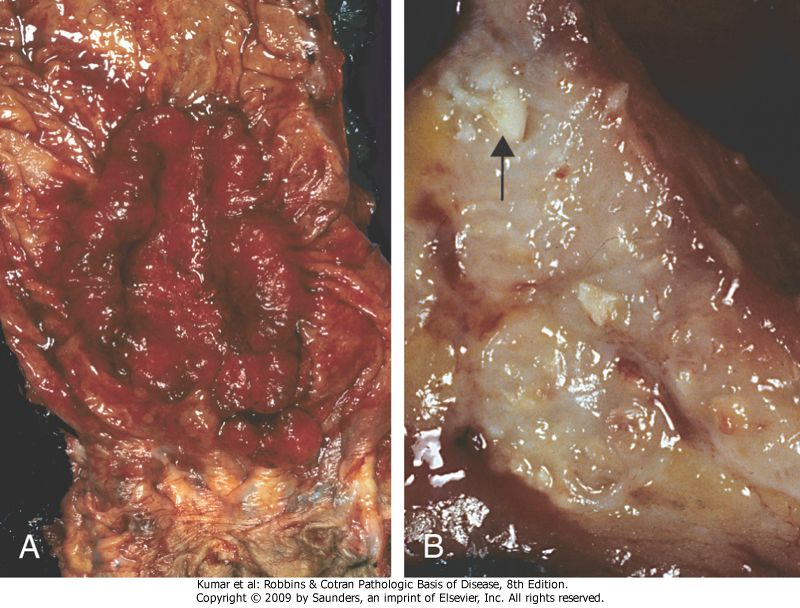 A
B
Kumar et al: Robbins & Cotran Pathologic Basis of Disease, 8th Edition.
Copyright © 2009 by Saunders, an imprint of Elsevier, Inc. All rights reserved.